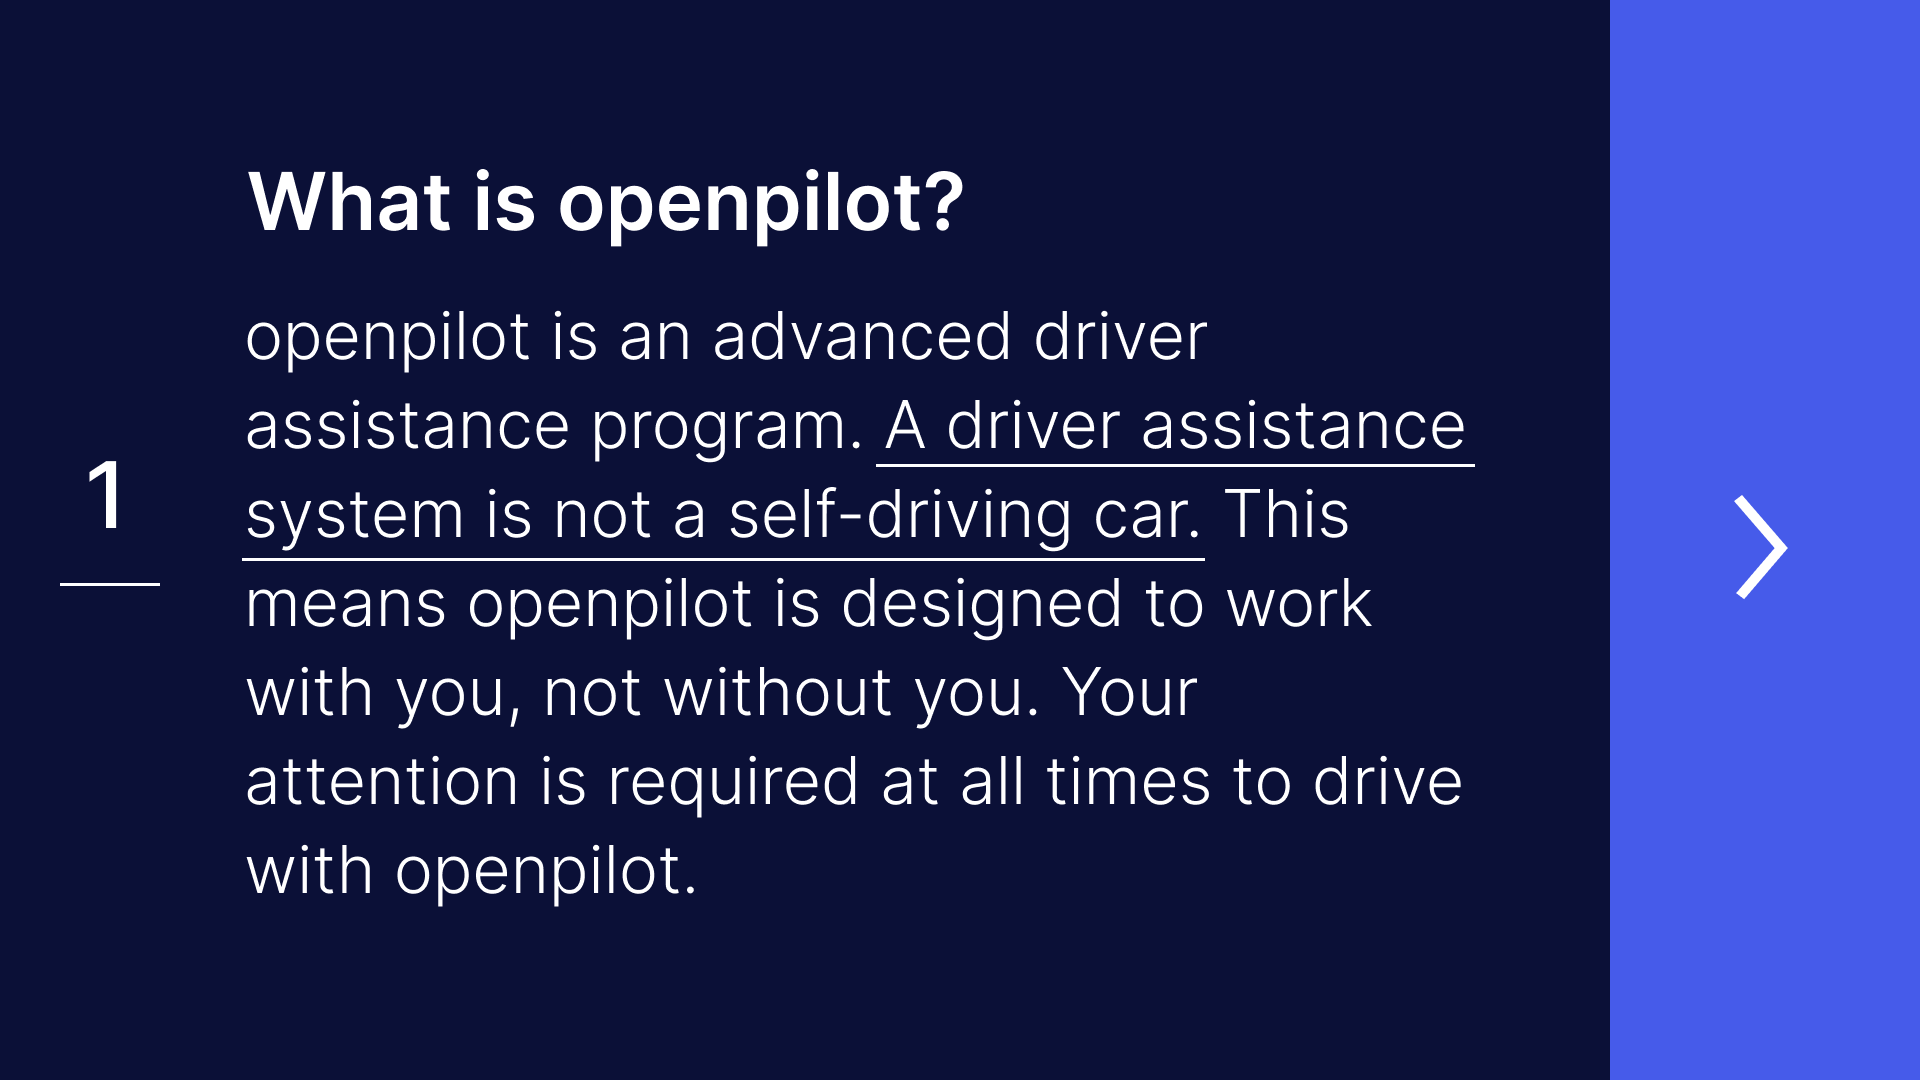 What is openpilot?
openpilot is an advanced driver
assistance program. A driver assistance
system is not a self-driving car. This
means openpilot is designed to work
with you, not without you. Your
attention is required at all times to drive
with openpilot.
1